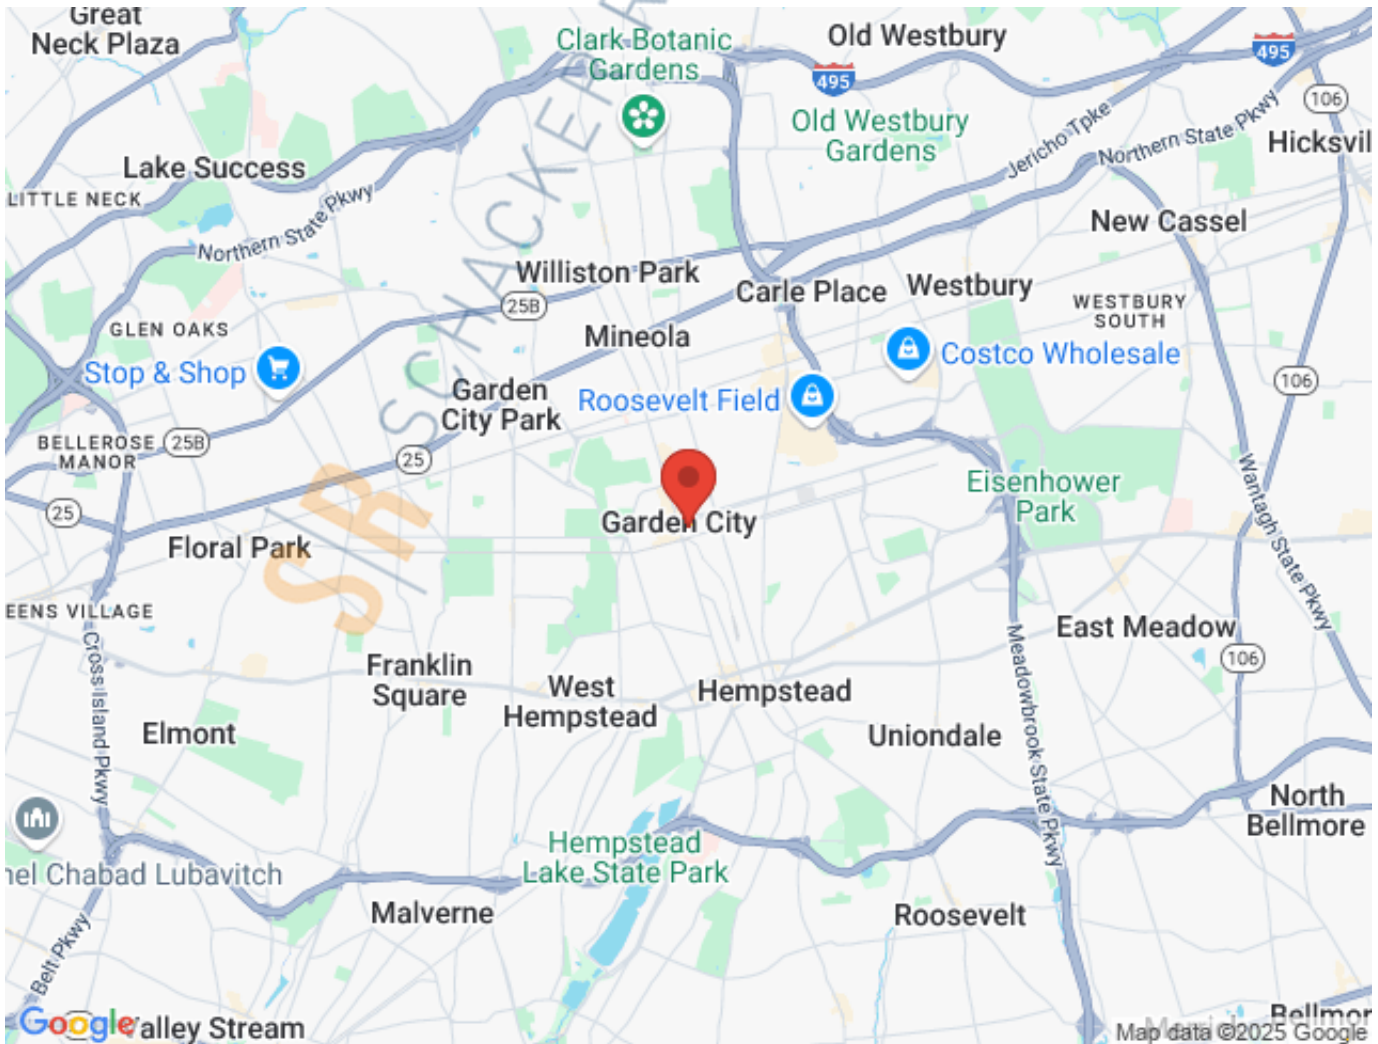 Great
Neck Plaza
Clark Botanic
Gardens
Old Westbury
495
495
106
Old Westbury
Gardens
Jericho Tpke
Northern State Pkwy
Hicksvil
Lake Success
LITTLE NECK
Northern State Pkwy
New Cassel
SCHACKER
Williston Park
25B
Carle Place
Westbury
WESTBURY
SOUTH
GLEN OAKS
Mineola
Stop & Shop
Costco Wholesale
Garden
City Park
Roosevelt Field
106
BELLEROSE
MANOR
25B
25
25
Eisenhower
Park
Wantagh State Pkwy
S/R
Garden City
Floral Park
EENS VILLAGE
Cross Island Pkwy
East Meadow
106
Meadowbrook State Pkwy
Franklin
Square
West
Hempstead
Hempstead
Elmont
Uniondale
North
Bellmore
Hempstead
Lake State Park
nel Chabad Lubavitch
Malverne
Roosevelt
Belt Pkwy
Google
alley Stream
Bellmor
Merrick
Map data ©2025 Google